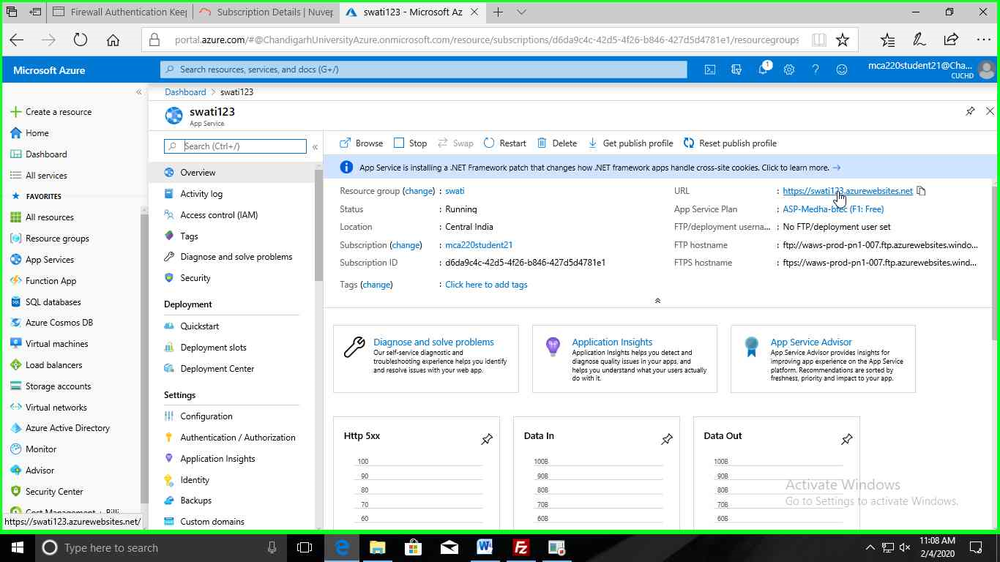 Firewall Authentication Kee
Subscription Details | Nuvep
swati123 - Microsoft Az
portal.azure.com/#@ChandigarhUniversityAzure.onmicrosoft.com/resource/subscriptions/d6da9c4c-42d5-4f26-b846-427d5d4781e1/resourcegroups
Microsoft Azure
Search resources, services, and docs (G+/)
1
mca220student21@Cha...
CUCHD
Create a resource
Home
Dashboard
All services
FAVORITES
All resources
Resource groups
App Services
Function App
SQL databases
Azure Cosmos DB
Virtual machines
Load balancers
Storage accounts
Virtual networks
Azure Active Directory
Monitor
Advisor
Security Center
Cost Management + Billi
https://swati123.azurewebsites.net/
Dashboard > swati123
swati123
App Service
Search (Ctrl+/)
Overview
Activity log
Access control (IAM)
Tags
Diagnose and solve problems
Security
Deployment
Quickstart
Deployment slots
Deployment Center
Settings
Configuration
Authentication / Authorization
Application Insights
Identity
Backups
Custom domains
Browse Stop Swap Restart Delete Get publish profile Reset publish profile
App Service is installing a .NET Framework patch that changes how .NET framework apps handle cross-site cookies. Click to learn more. →
Resource group (change) : swati
Status : Running
Location : Central India
Subscription (change) : mca220student21
Subscription ID : d6da9c4c-42d5-4f26-b846-427d5d4781e1
Tags (change) : Click here to add tags
URL : https://swati123.azurewebsites.net
App Service Plan : ASP-Medha-bfec (F1: Free)
FTP/deployment userna... : No FTP/deployment user set
FTP hostname : ftp://waws-prod-pn1-007.ftp.azurewebsites.windo...
FTPS hostname : ftps://waws-prod-pn1-007.ftp.azurewebsites.wind...
Diagnose and solve problems
Our self-service diagnostic and
troubleshooting experience helps you identify
and resolve issues with your web app.
Application Insights
Application Insights helps you detect and
diagnose quality issues in your apps, and
helps you understand what your users actually
do with it.
App Service Advisor
App Service Advisor provides insights for
improving app experience on the App Service
platform. Recommendations are sorted by
freshness, priority and impact to your app.
Http 5xx
100
90
80
70
60
Data In
100B
90B
80B
70B
60B
Data Out
100B
90B
80B
70B
60B
Activate Windows
Go to Settings to activate Windows.
Type here to search
11:08 AM
2/4/2020